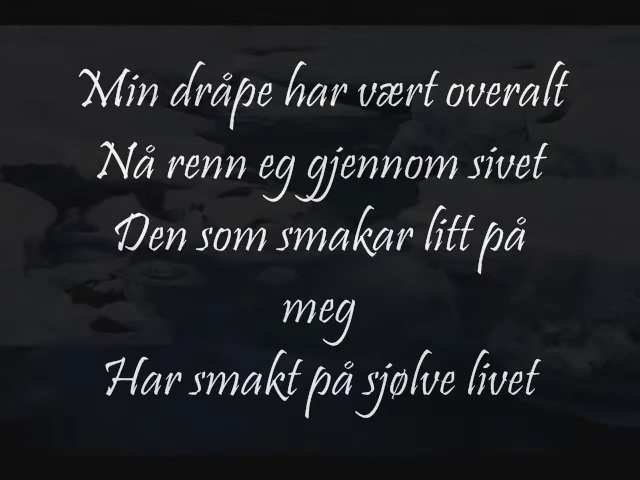 Min dråpe har vært overalt
Nå renn eg gjennom sivet
Den som smakar litt på
meg
Har smakt på sjølve livet